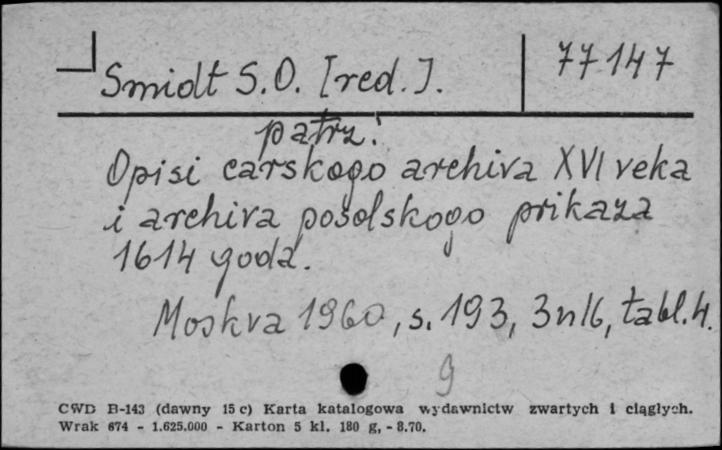 Smidt S.O. [red.].
77147
patrz:
Opisi carskogo archiva XVI veka
i archiva posolskogo prikaza
1614 goda.
Moskva 1960, s. 193, 3nlb, tabl. 4.
9
CWD B-143 (dawny 15 c) Karta katalogowa wydawnictw zwartych i ciągłych.
Wrak 674 - 1.625.000 - Karton 5 kl. 180 g, - 8.70.